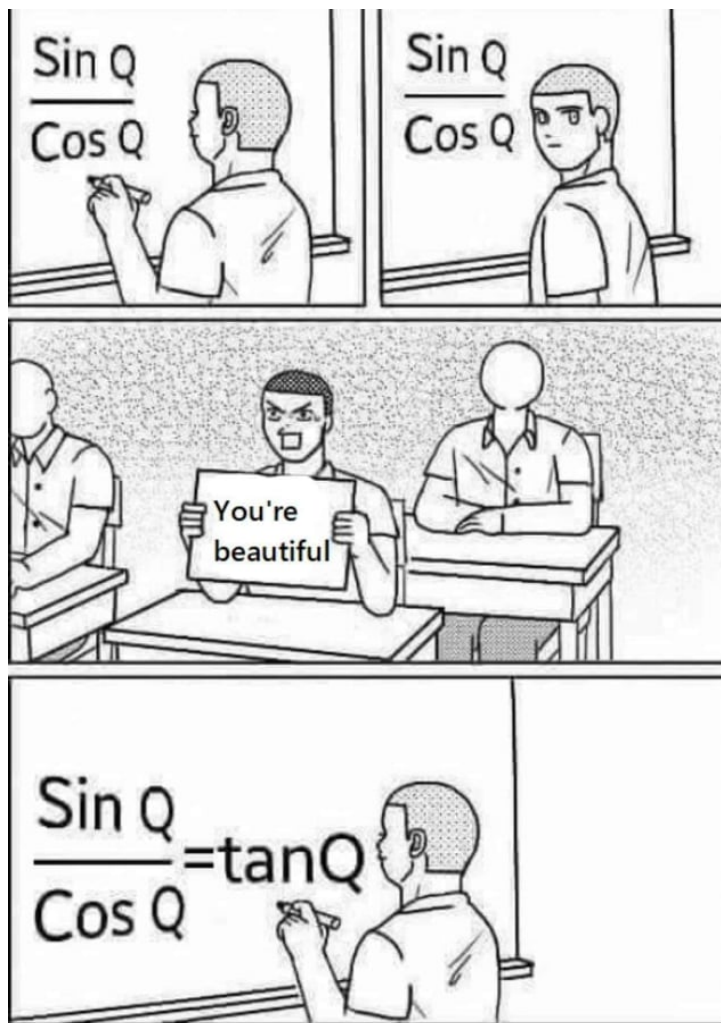 Sin Q
Cos Q
Sin Q
Cos Q
You're
beautiful
Sin Q
Cos Q
=tanQ